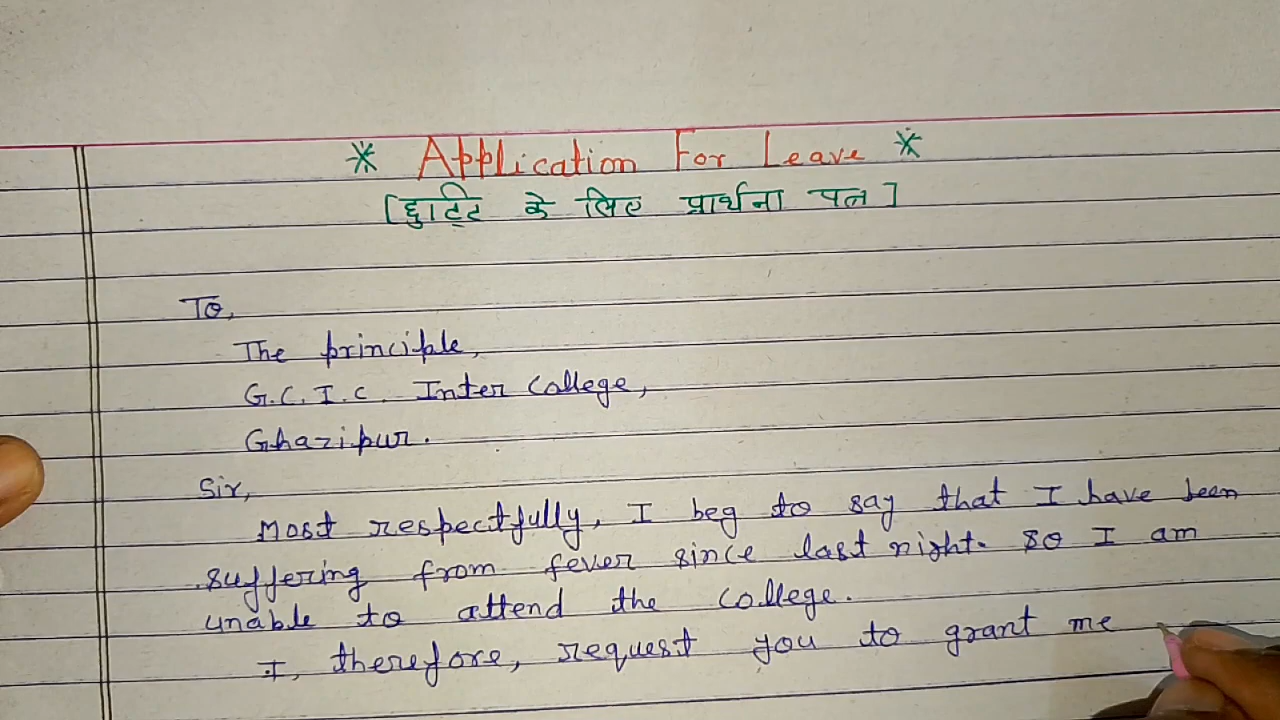 * Application For Leave *
[छुट्टि के लिए प्रार्थना पत्र]
To,
The principle,
G.C.I.C. Inter College,
Ghazipur.
Sir,
Most respectfully, I beg to say that I have been
suffering from fever since last night. So I am
unable to attend the college.
I, therefore, request you to grant me